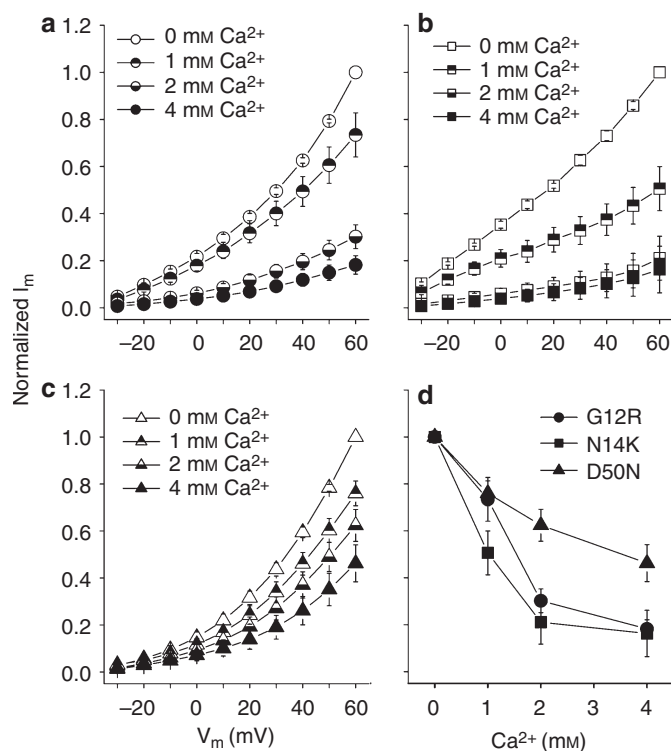 a
0 mM Ca²⁺
1 mM Ca²⁺
2 mM Ca²⁺
4 mM Ca²⁺
1.2
1.0
0.8
0.6
0.4
0.2
0.0
−20 0 20 40 60
b
0 mM Ca²⁺
1 mM Ca²⁺
2 mM Ca²⁺
4 mM Ca²⁺
−20 0 20 40 60
Normalized Iₘ
c
0 mM Ca²⁺
1 mM Ca²⁺
2 mM Ca²⁺
4 mM Ca²⁺
1.2
1.0
0.8
0.6
0.4
0.2
0.0
−20 0 20 40 60
Vₘ (mV)
d
G12R
N14K
D50N
0 1 2 3 4
Ca²⁺ (mM)